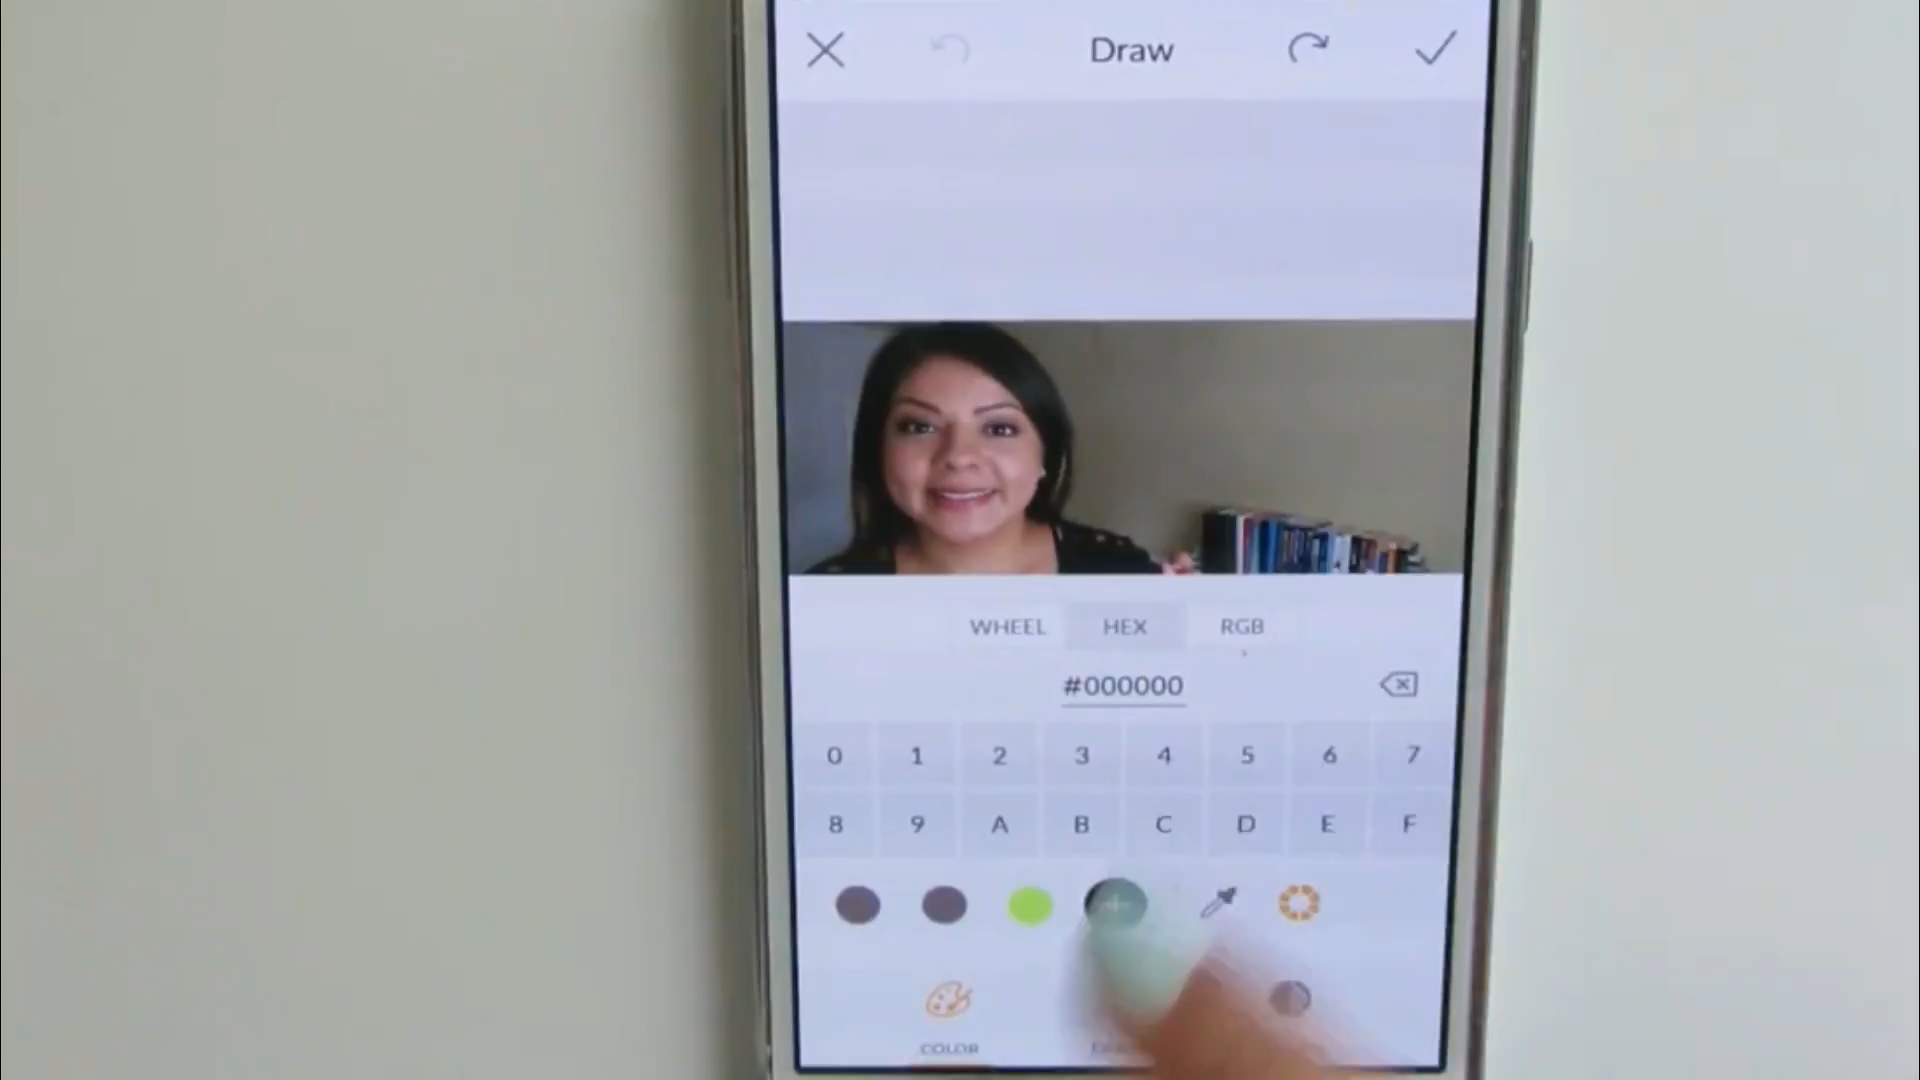 Draw
WHEEL HEX RGB
#000000
0 1 2 3 4 5 6 7
8 9 A B C D E F
COLOR